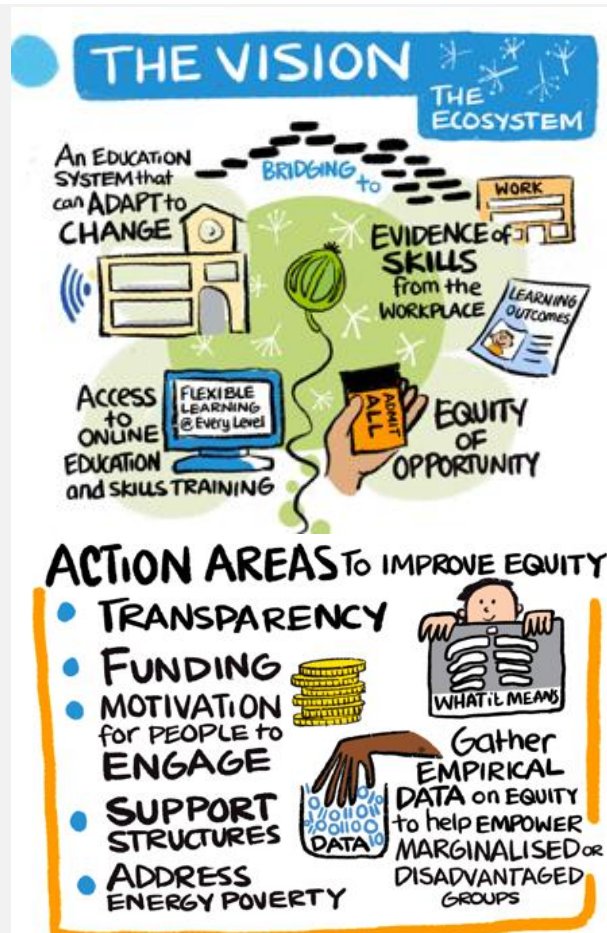 THE VISION
THE
ECOSYSTEM
AN EDUCATION
SYSTEM that
can ADAPT to
CHANGE
BRIDGING
to
WORK
EVIDENCE of
SKILLS
from the
WORKPLACE
LEARNING
OUTCOMES
Access
to
ONLINE
EDUCATION
and SKILLS TRAINING
FLEXIBLE
LEARNING
@ Every Level
ADMIT
ALL
EQUITY
OF
OPPORTUNITY
ACTION AREAS To IMPROVE EQUITY
TRANSPARENCY
FUNDING
MOTIVATION
for PEOPLE to
ENGAGE
SUPPORT
STRUCTURES
ADDRESS
ENERGY POVERTY
WHAT iT MEANS
DATA
Gather
EMPIRICAL
DATA on EQUITY
to help EMPOWER
MARGINALISED OR
DISADVANTAGED
GROUPS